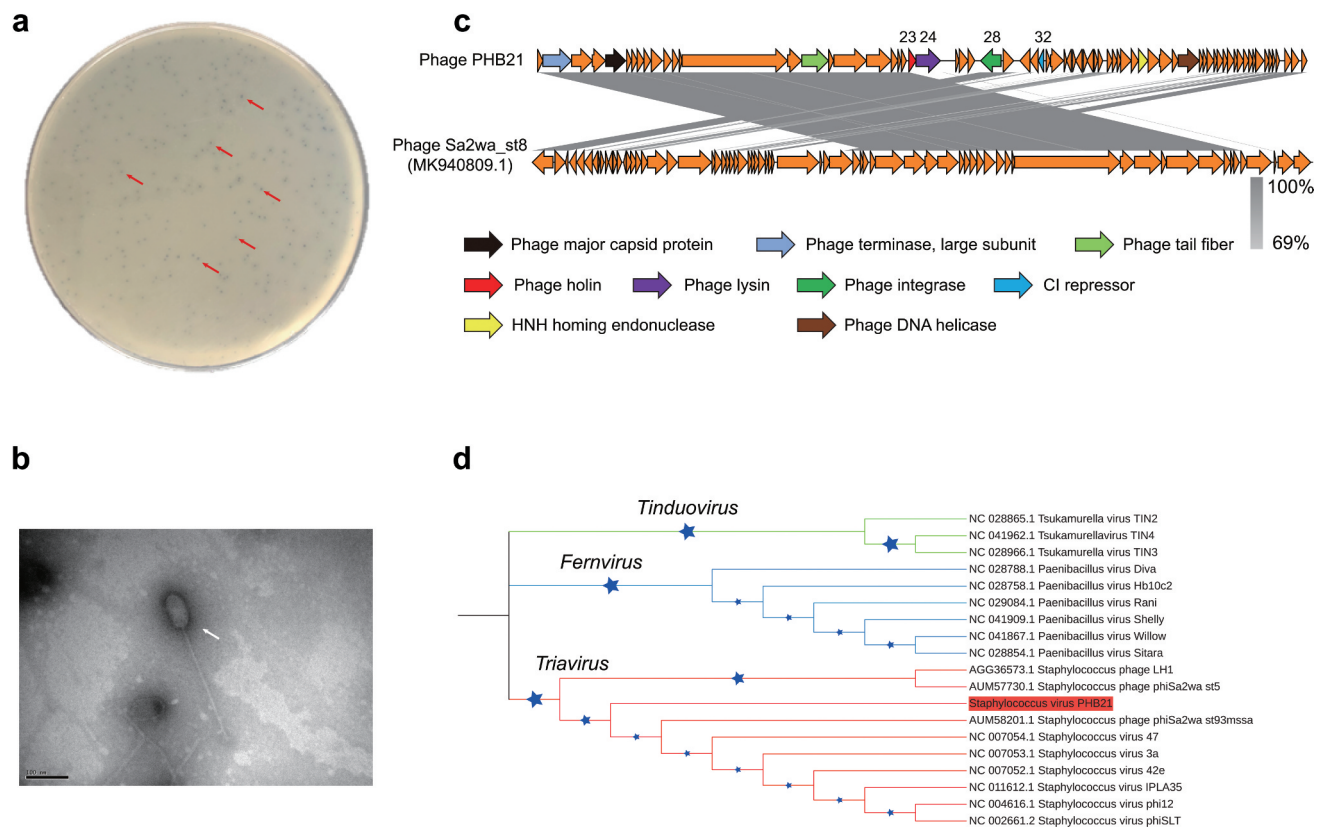 a
c
23 24 28 32
Phage PHB21
Phage Sa2wa_st8
(MK940809.1)
100%
69%
Phage major capsid protein
Phage terminase, large subunit
Phage tail fiber
Phage holin
Phage lysin
Phage integrase
CI repressor
HNH homing endonuclease
Phage DNA helicase
b
100 nm
d
Tinduovirus
Fernvirus
Triavirus
NC 028865.1 Tsukamurella virus TIN2
NC 041962.1 Tsukamurellavirus TIN4
NC 028966.1 Tsukamurella virus TIN3
NC 028788.1 Paenibacillus virus Diva
NC 028758.1 Paenibacillus virus Hb10c2
NC 029084.1 Paenibacillus virus Rani
NC 041909.1 Paenibacillus virus Shelly
NC 041867.1 Paenibacillus virus Willow
NC 028854.1 Paenibacillus virus Sitara
AGG36573.1 Staphylococcus phage LH1
AUM57730.1 Staphylococcus phage phiSa2wa st5
Staphylococcus virus PHB21
AUM58201.1 Staphylococcus phage phiSa2wa st93mssa
NC 007054.1 Staphylococcus virus 47
NC 007053.1 Staphylococcus virus 3a
NC 007052.1 Staphylococcus virus 42e
NC 011612.1 Staphylococcus virus IPLA35
NC 004616.1 Staphylococcus virus phi12
NC 002661.2 Staphylococcus virus phiSLT